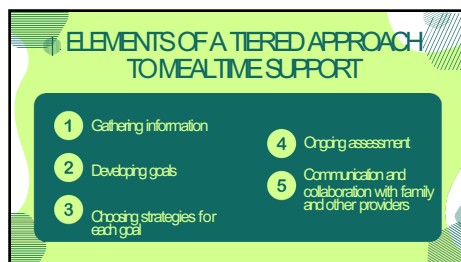 ELEMENTS OF A TIERED APPROACH
TO MEALTIME SUPPORT
1 Gathering information
2 Developing goals
3 Choosing strategies for
each goal
4 Ongoing assessment
5 Communication and
collaboration with family
and other providers